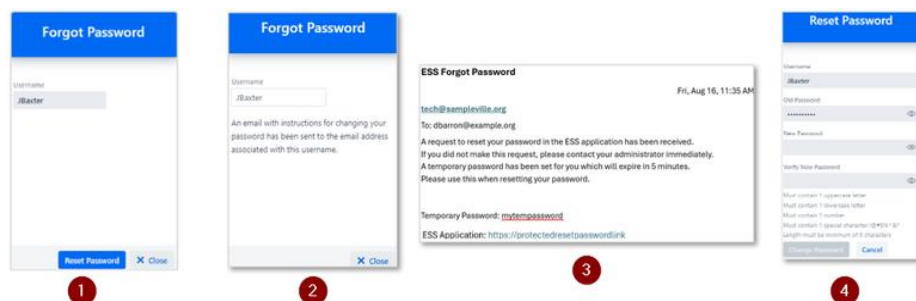 Forgot Password
Username
JBaxter
Reset Password X Close
1
Forgot Password
Username
JBaxter
An email with instructions for changing your
password has been sent to the email address
associated with this username.
X Close
2
ESS Forgot Password
Fri, Aug 16, 11:35 AM
tech@sampleville.org
To: dbarron@example.org
A request to reset your password in the ESS application has been received.
If you did not make this request, please contact your administrator immediately.
A temporary password has been set for you which will expire in 5 minutes.
Please use this when resetting your password.
Temporary Password: mytempassword
ESS Application: https://protectedresetpasswordlink
3
Reset Password
Username
JBaxter
Old Password
New Password
Verify New Password
Must contain 1 uppercase letter
Must contain 1 lowercase letter
Must contain 1 number
Must contain 1 special character
Length must be minimum of 8 characters
Change Password Cancel
4